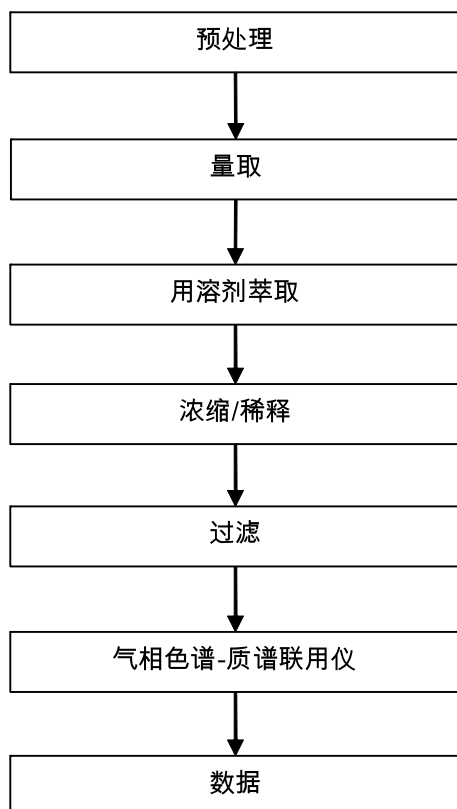 预处理
量取
用溶剂萃取
浓缩/稀释
过滤
气相色谱-质谱联用仪
数据